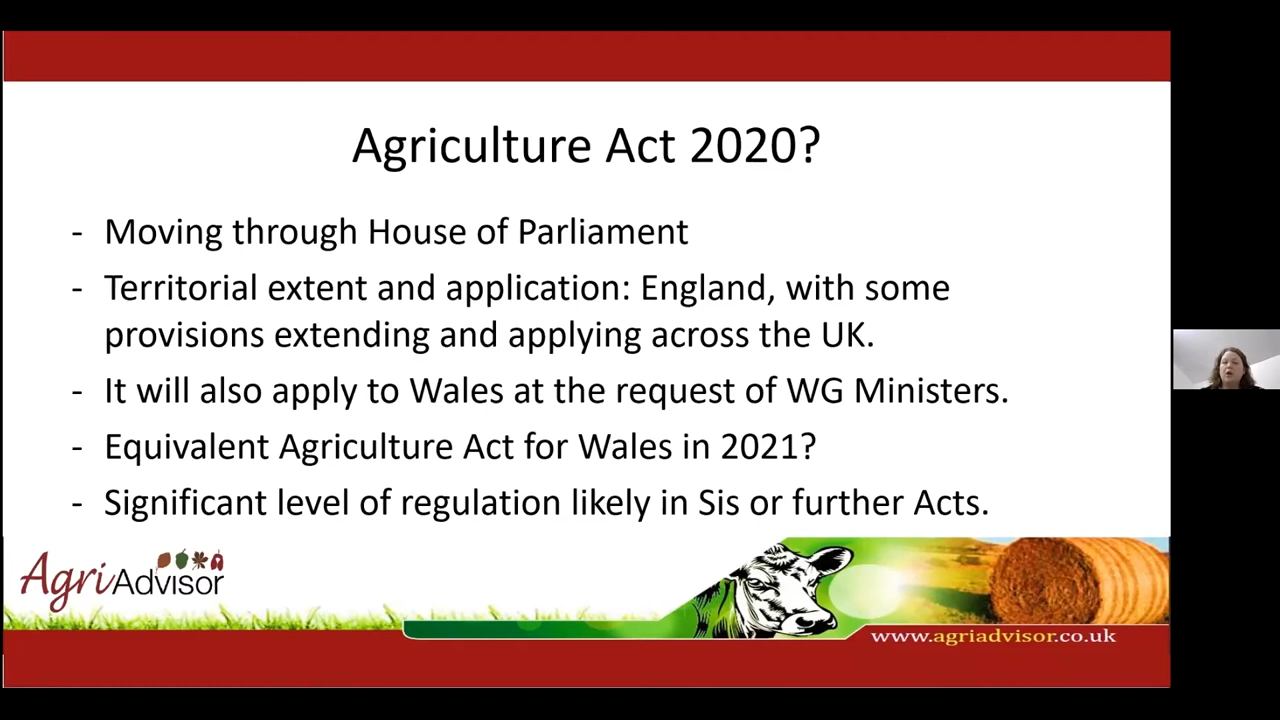 Agriculture Act 2020?
- Moving through House of Parliament
- Territorial extent and application: England, with some
provisions extending and applying across the UK.
- It will also apply to Wales at the request of WG Ministers.
- Equivalent Agriculture Act for Wales in 2021?
- Significant level of regulation likely in Sis or further Acts.
AgriAdvisor
www.agriadvisor.co.uk